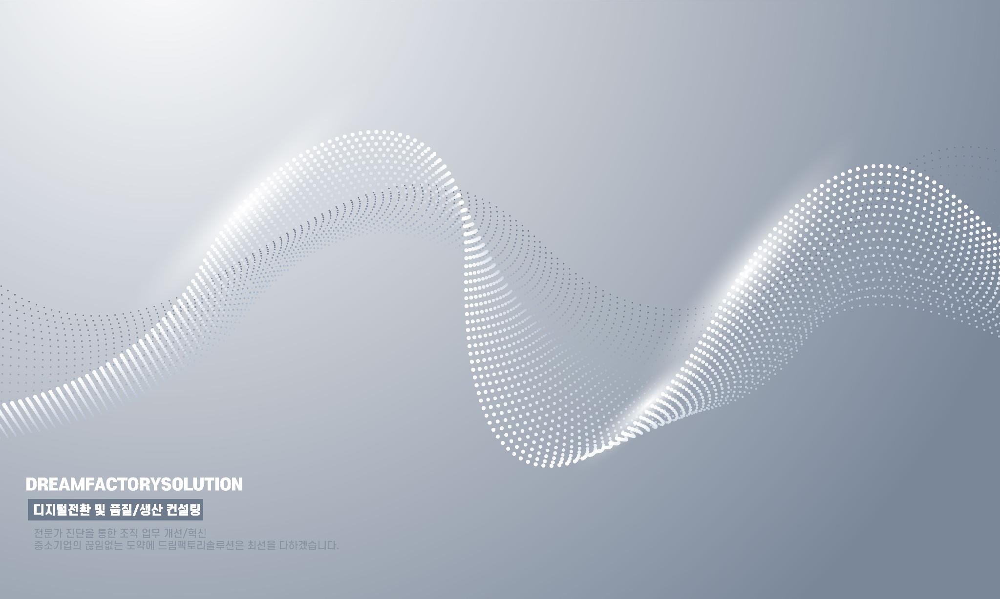 DREAMFACTORYSOLUTION
디지털전환 및 품질/생산 컨설팅
전문가 진단을 통한 조직 업무 개선/혁신
중소기업의 끊임없는 도약에 드림팩토리솔루션은 최선을 다하겠습니다.